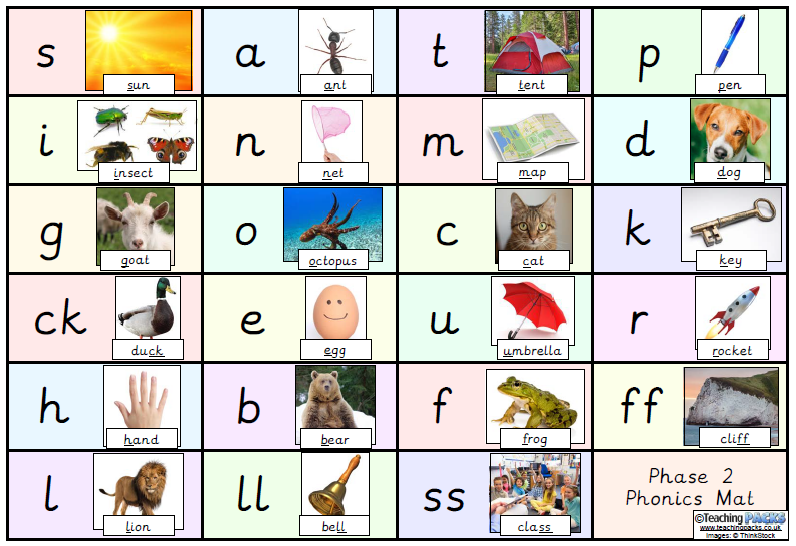 s
sun
a
ant
t
tent
p
pen
i
insect
n
net
m
map
d
dog
g
goat
o
octopus
c
cat
k
key
ck
duck
e
egg
u
umbrella
r
rocket
h
hand
b
bear
f
frog
ff
cliff
l
lion
ll
bell
ss
class
Phase 2
Phonics Mat
©Teaching PACKS
www.teachingpacks.co.uk
Images: © ThinkStock